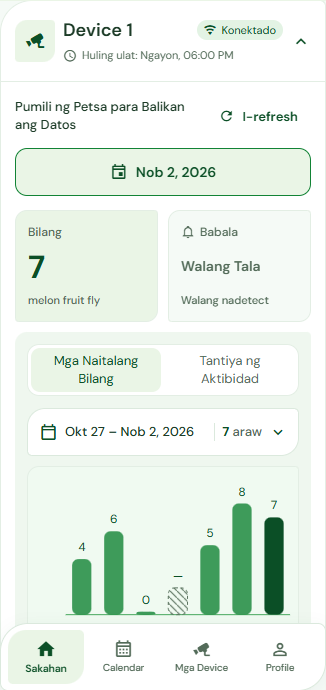 Device 1
Konektado
Huling ulat: Ngayon, 06:00 PM
Pumili ng Petsa para Balikan
ang Datos
I-refresh
Nob 2, 2026
Bilang
7
melon fruit fly
Babala
Walang Tala
Walang nadetect
Mga Naitalang
Bilang
Tantiya ng
Aktibidad
Okt 27 – Nob 2, 2026
7 araw
4
6
0
–
5
8
7
Sakahan
Calendar
Mga Device
Profile